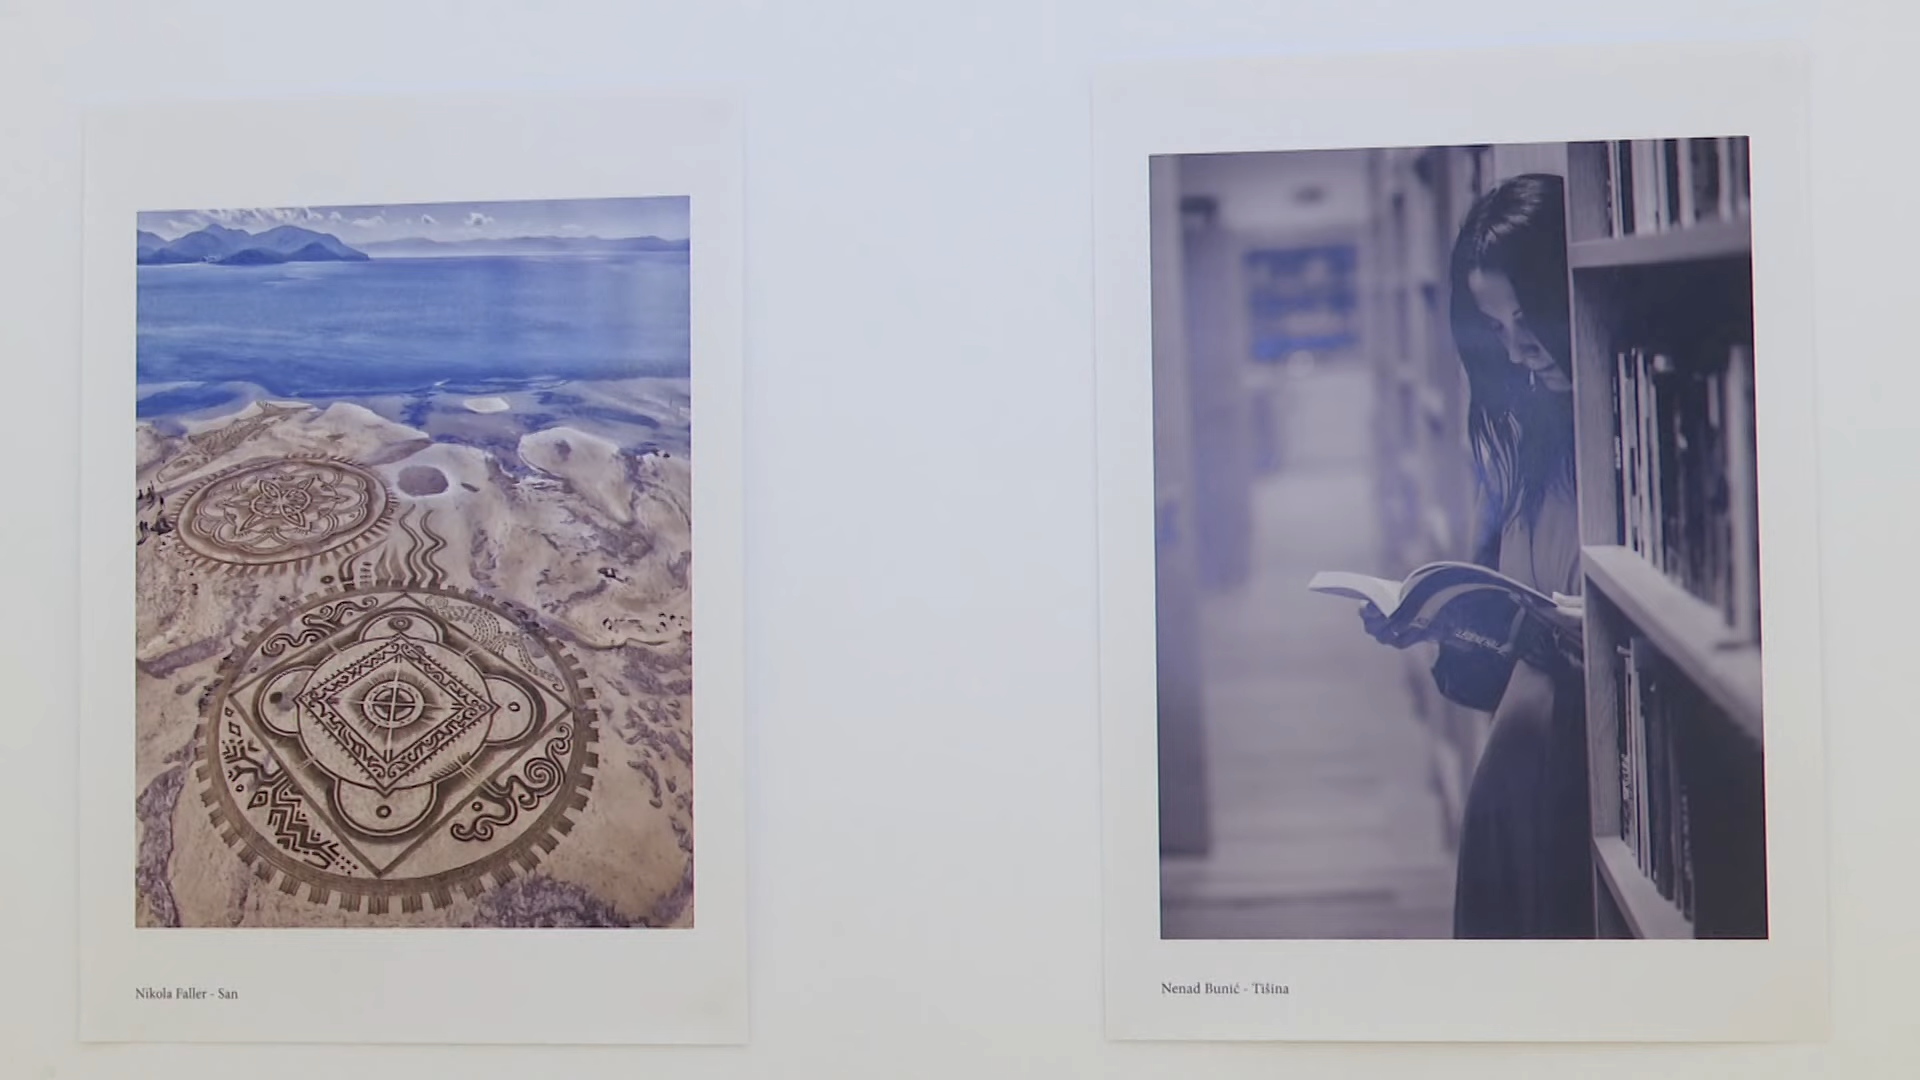 Nikola Faller - San
Nenad Bunić - Tišina